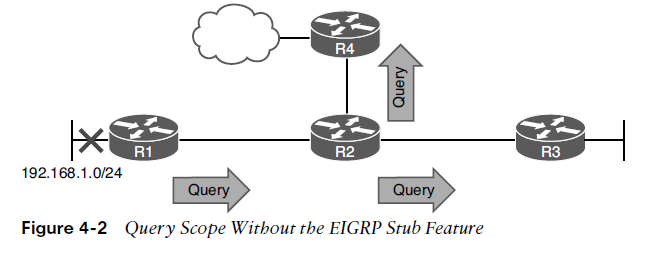 R4
Query
R1
R2
R3
192.168.1.0/24
Query
Query
Figure 4-2 Query Scope Without the EIGRP Stub Feature